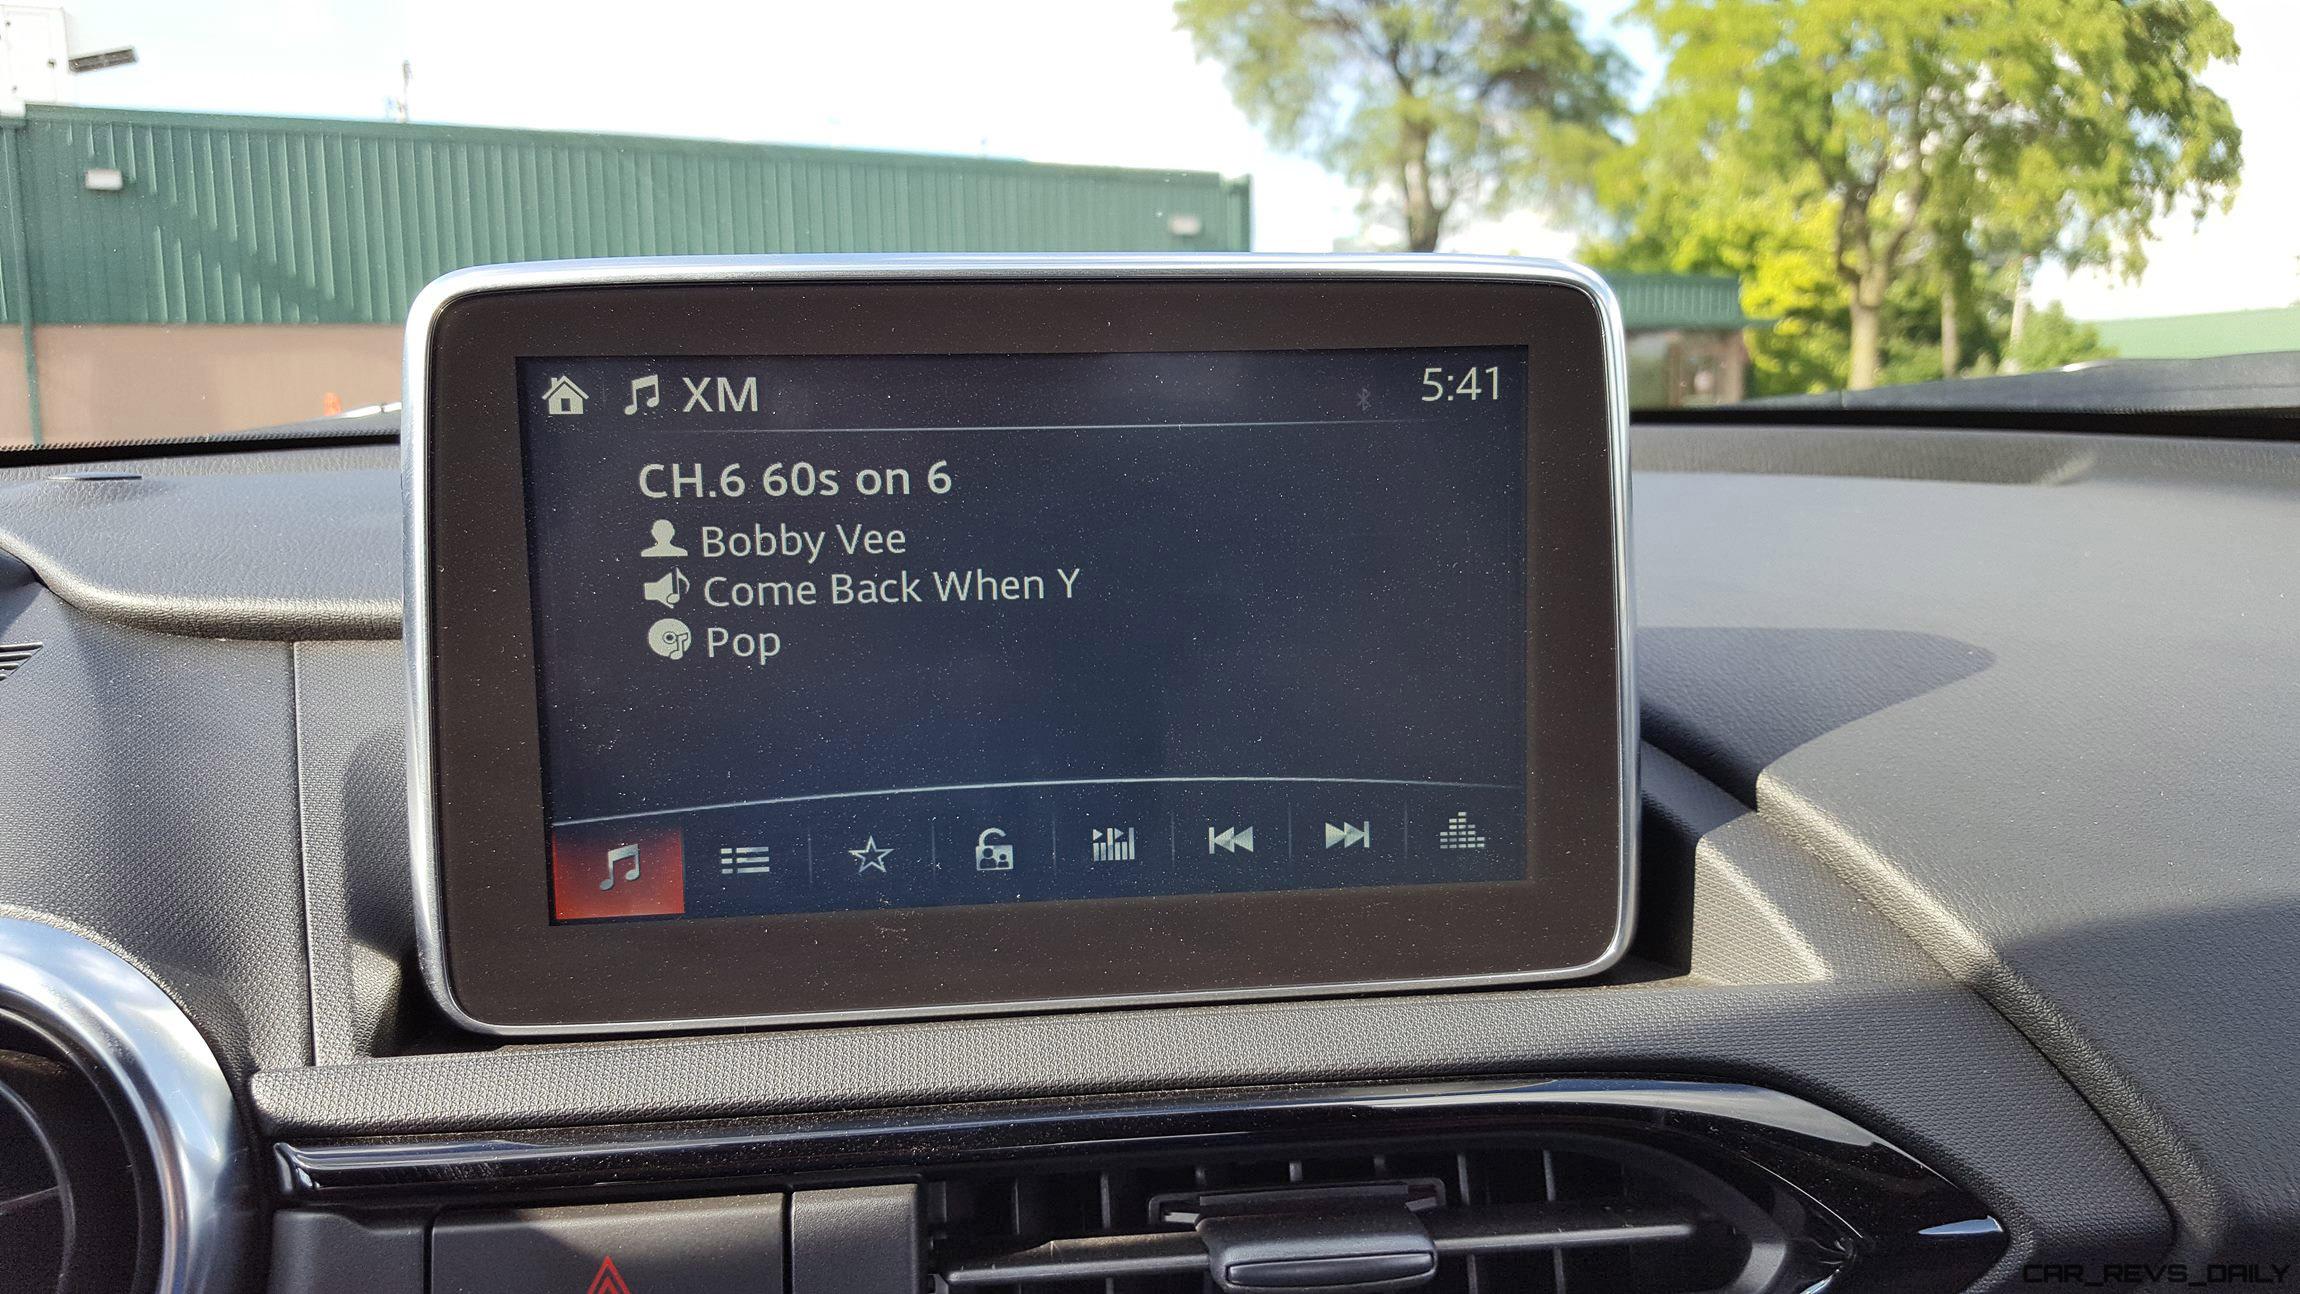 XM
5:41
CH.6 60s on 6
Bobby Vee
Come Back When Y
Pop
CAR_REVS_DAILY